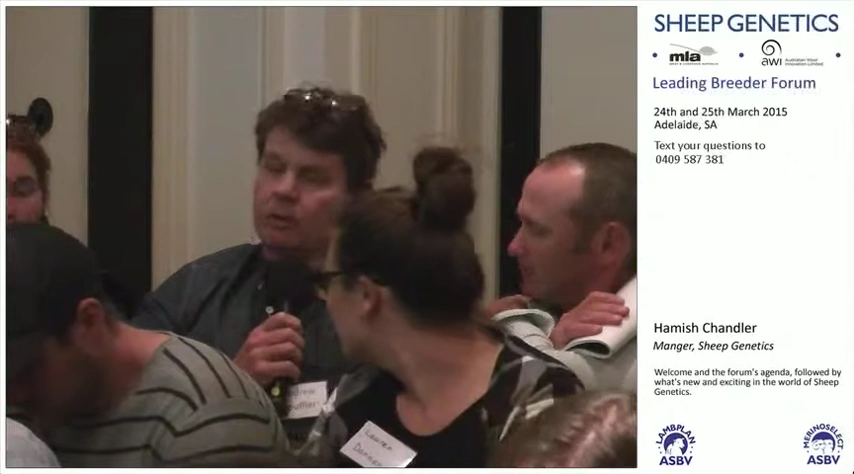 SHEEP GENETICS
mla
awi
Leading Breeder Forum
24th and 25th March 2015
Adelaide, SA
Text your questions to
0409 587 381
Hamish Chandler
Manger, Sheep Genetics
Welcome and the forum's agenda, followed by
what's new and exciting in the world of Sheep
Genetics.
LAMBPLAN
ASBV
MERINOSELECT
ASBV
Lauren